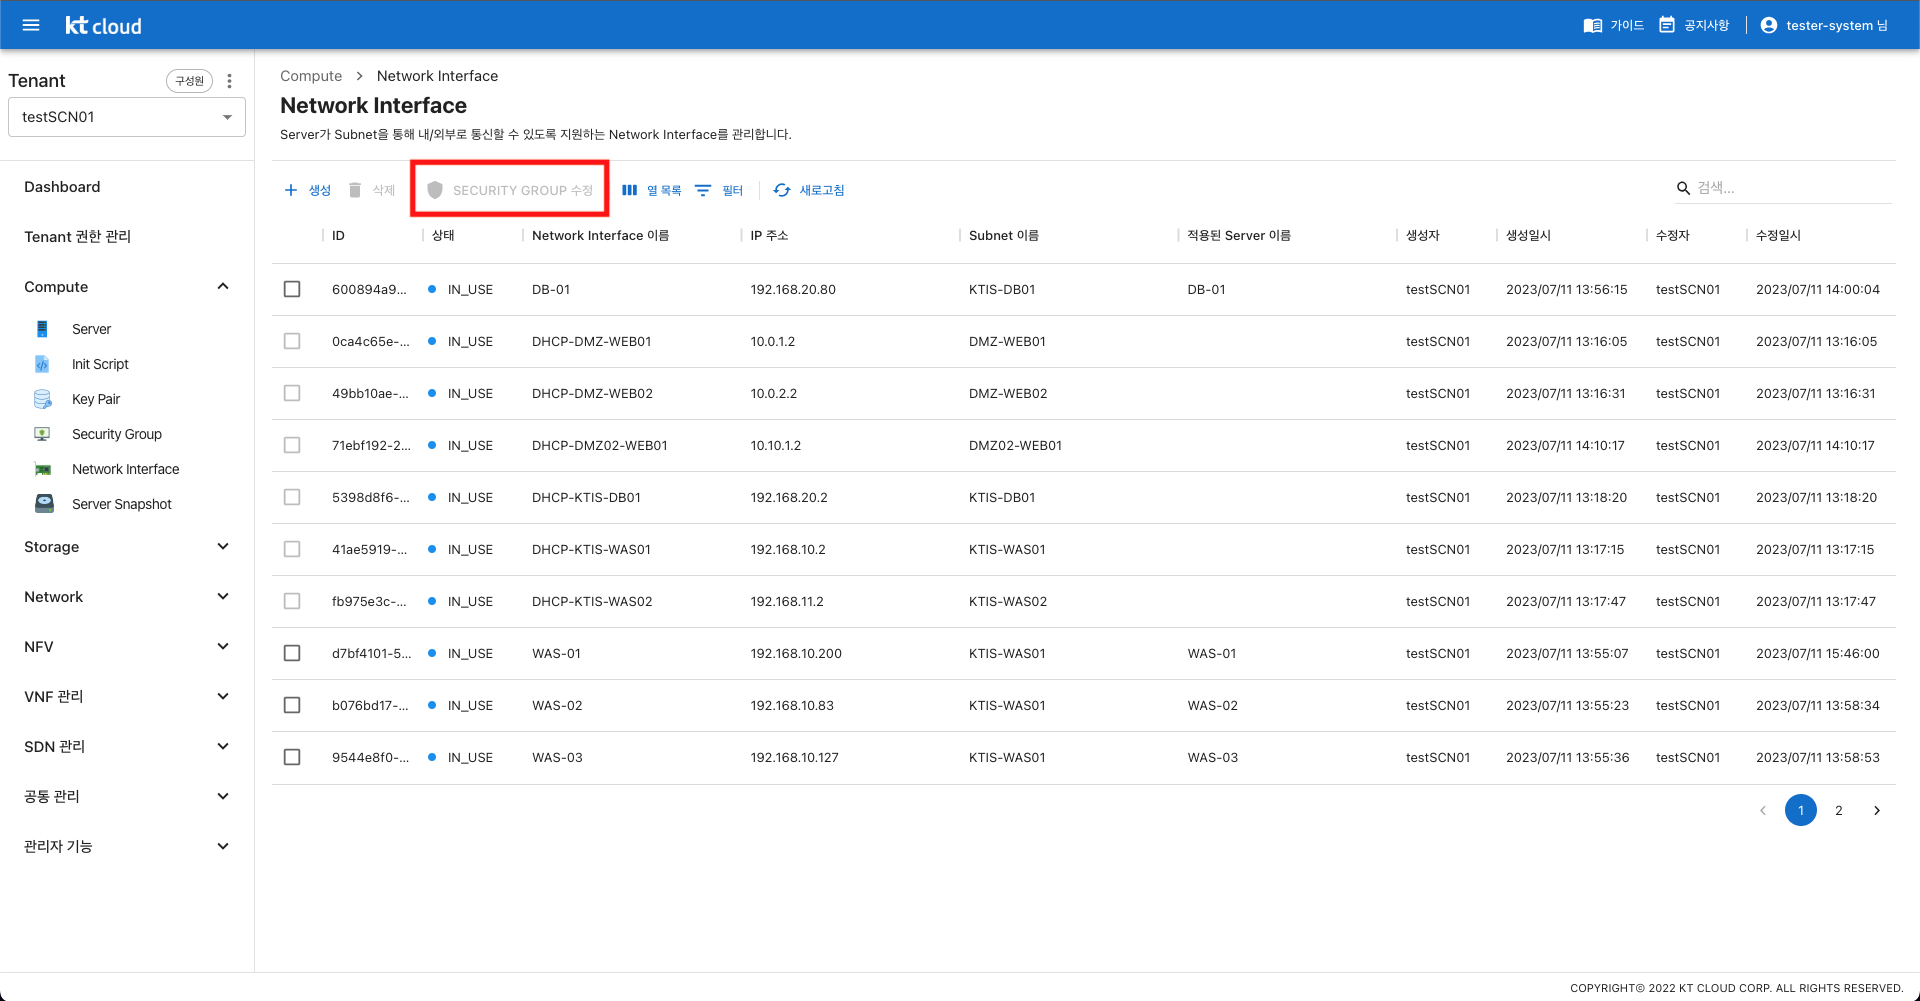 kt cloud 가이드 공지사항 tester-system 님
Tenant 구성원
testSCN01
Dashboard
Tenant 권한 관리
Compute
Server
Init Script
Key Pair
Security Group
Network Interface
Server Snapshot
Storage
Network
NFV
VNF 관리
SDN 관리
공통 관리
관리자 기능
Compute > Network Interface
Network Interface
Server가 Subnet을 통해 내/외부로 통신할 수 있도록 지원하는 Network Interface를 관리합니다.
생성 삭제 SECURITY GROUP 수정 열 목록 필터 새로고침 검색...
ID 상태 Network Interface 이름 IP 주소 Subnet 이름 적용된 Server 이름 생성자 생성일시 수정자 수정일시
600894a9... IN_USE DB-01 192.168.20.80 KTIS-DB01 DB-01 testSCN01 2023/07/11 13:56:15 testSCN01 2023/07/11 14:00:04
0ca4c65e-... IN_USE DHCP-DMZ-WEB01 10.0.1.2 DMZ-WEB01 testSCN01 2023/07/11 13:16:05 testSCN01 2023/07/11 13:16:05
49bb10ae-... IN_USE DHCP-DMZ-WEB02 10.0.2.2 DMZ-WEB02 testSCN01 2023/07/11 13:16:31 testSCN01 2023/07/11 13:16:31
71ebf192-2... IN_USE DHCP-DMZ02-WEB01 10.10.1.2 DMZ02-WEB01 testSCN01 2023/07/11 14:10:17 testSCN01 2023/07/11 14:10:17
5398d8f6-... IN_USE DHCP-KTIS-DB01 192.168.20.2 KTIS-DB01 testSCN01 2023/07/11 13:18:20 testSCN01 2023/07/11 13:18:20
41ae5919-... IN_USE DHCP-KTIS-WAS01 192.168.10.2 KTIS-WAS01 testSCN01 2023/07/11 13:17:15 testSCN01 2023/07/11 13:17:15
fb975e3c-... IN_USE DHCP-KTIS-WAS02 192.168.11.2 KTIS-WAS02 testSCN01 2023/07/11 13:17:47 testSCN01 2023/07/11 13:17:47
d7bf4101-5... IN_USE WAS-01 192.168.10.200 KTIS-WAS01 WAS-01 testSCN01 2023/07/11 13:55:07 testSCN01 2023/07/11 15:46:00
b076bd17-... IN_USE WAS-02 192.168.10.83 KTIS-WAS01 WAS-02 testSCN01 2023/07/11 13:55:23 testSCN01 2023/07/11 13:58:34
9544e8f0-... IN_USE WAS-03 192.168.10.127 KTIS-WAS01 WAS-03 testSCN01 2023/07/11 13:55:36 testSCN01 2023/07/11 13:58:53
1 2
COPYRIGHT© 2022 KT CLOUD CORP. ALL RIGHTS RESERVED.